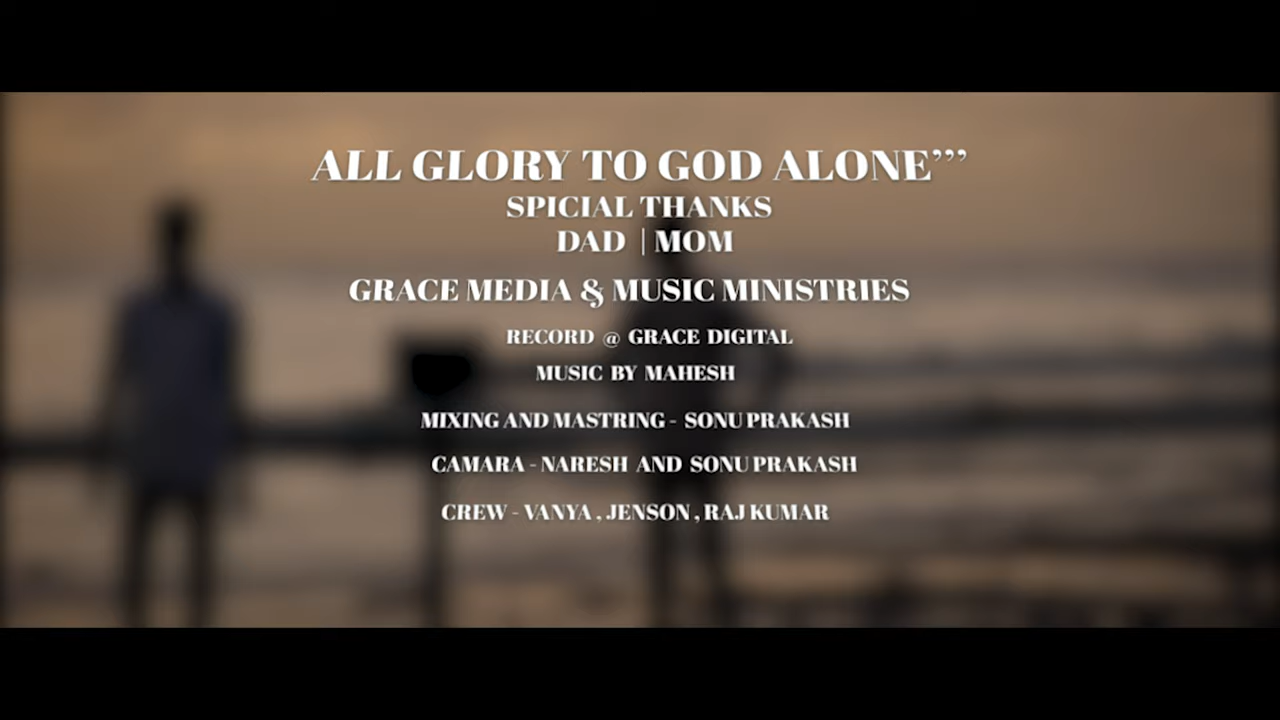 ALL GLORY TO GOD ALONE’’’
SPICIAL THANKS
DAD | MOM
GRACE MEDIA & MUSIC MINISTRIES
RECORD @ GRACE DIGITAL
MUSIC BY MAHESH
MIXING AND MASTRING - SONU PRAKASH
CAMARA - NARESH AND SONU PRAKASH
CREW - VANYA , JENSON , RAJ KUMAR